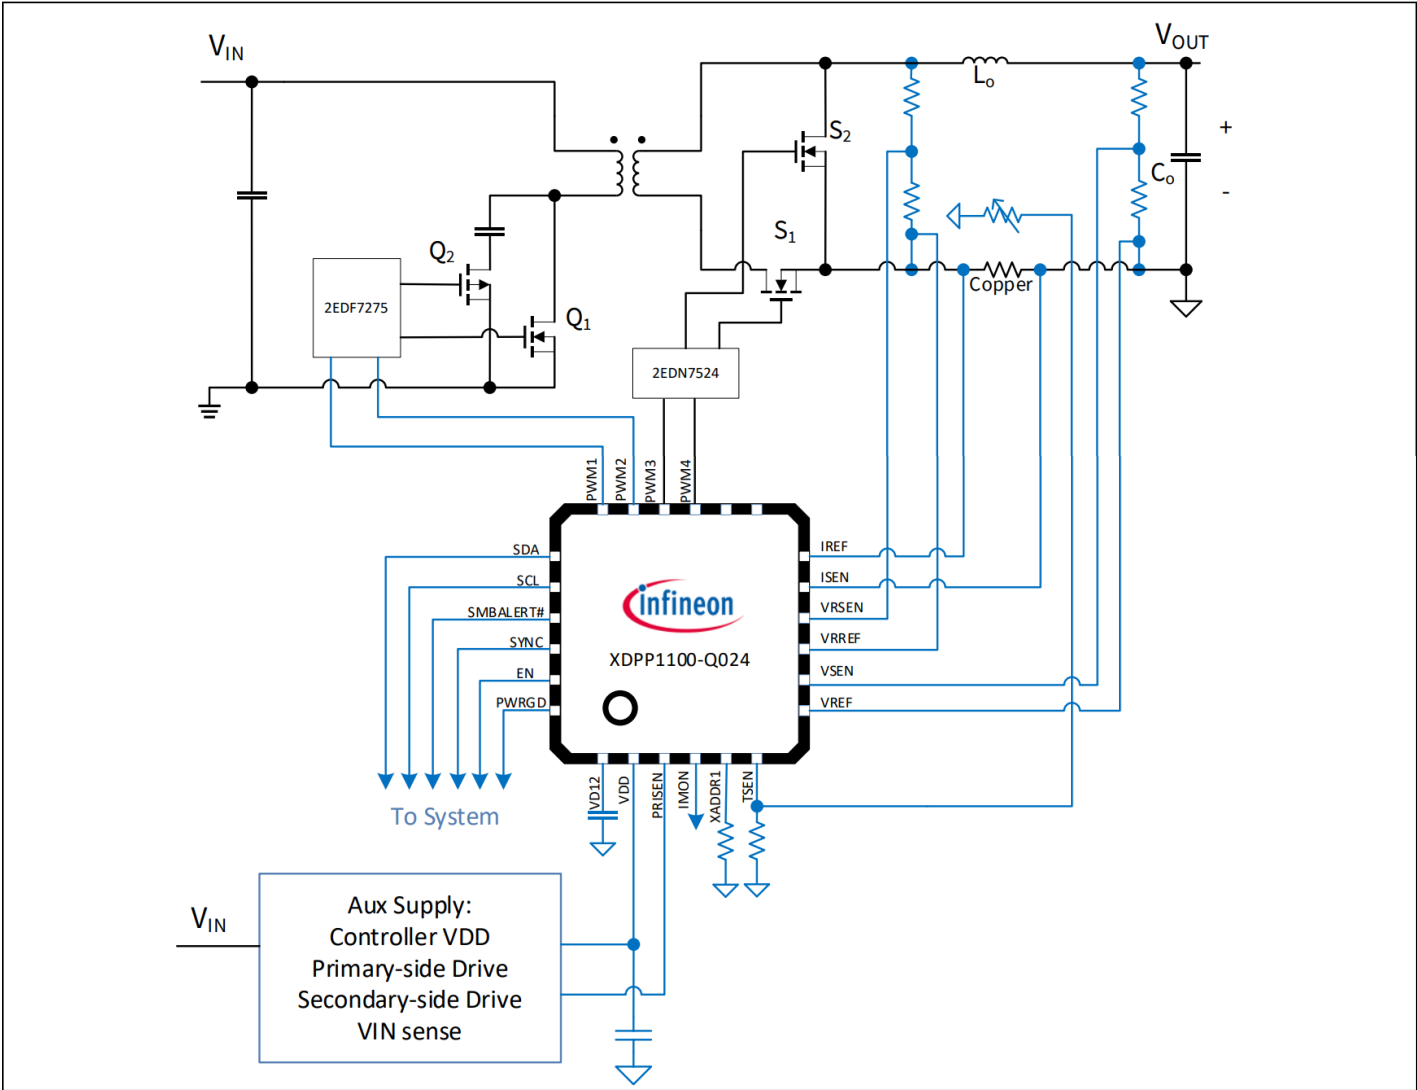 VIN
VOUT
Lo
S2
+
Co
-
S1
Q2
Copper
2EDF7275
Q1
2EDN7524
PWM1
PWM2
PWM3
PWM4
SDA
SCL
SMBALERT#
SYNC
EN
PWRGD
IREF
ISEN
VRSEN
VRREF
VSEN
VREF
infineon
XDPP1100-Q024
VD12
VDD
PRISEN
IMON
XADDR1
TSEN
To System
VIN
Aux Supply:
Controller VDD
Primary-side Drive
Secondary-side Drive
VIN sense